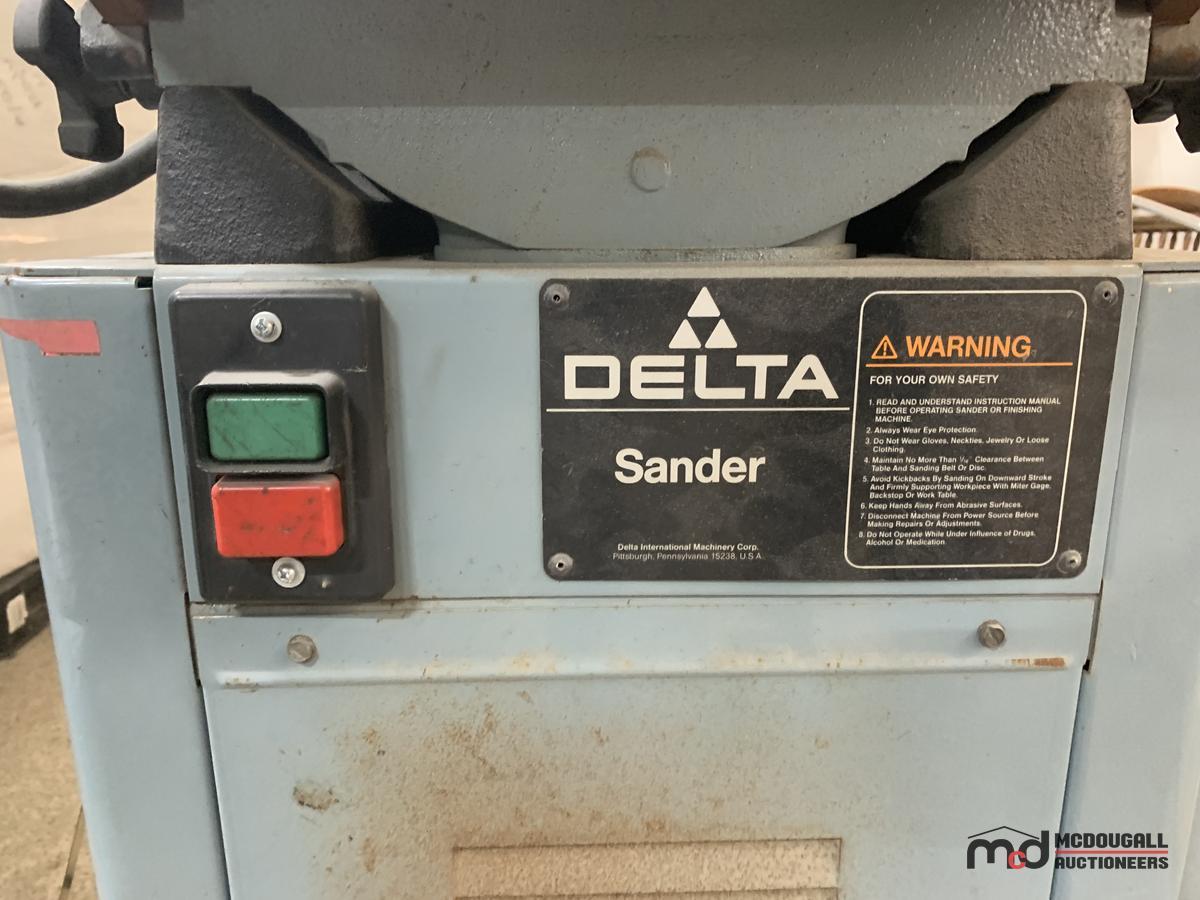 DELTA
Sander
Delta International Machinery Corp.
Pittsburgh, Pennsylvania 15238, U.S.A.
WARNING
FOR YOUR OWN SAFETY
1. READ AND UNDERSTAND INSTRUCTION MANUAL
BEFORE OPERATING SANDER OR FINISHING
MACHINE.
2. Always Wear Eye Protection.
3. Do Not Wear Gloves, Neckties, Jewelry Or Loose
Clothing.
4. Maintain No More Than 1/16" Clearance Between
Table And Sanding Belt Or Disc.
5. Avoid Kickbacks By Sanding On Downward Stroke
And Firmly Supporting Workpiece With Miter Gage,
Backstop Or Work Table.
6. Keep Hands Away From Abrasive Surfaces.
7. Disconnect Machine From Power Source Before
Making Repairs Or Adjustments.
8. Do Not Operate While Under Influence of Drugs,
Alcohol Or Medication.
mcd MCDOUGALL
AUCTIONEERS